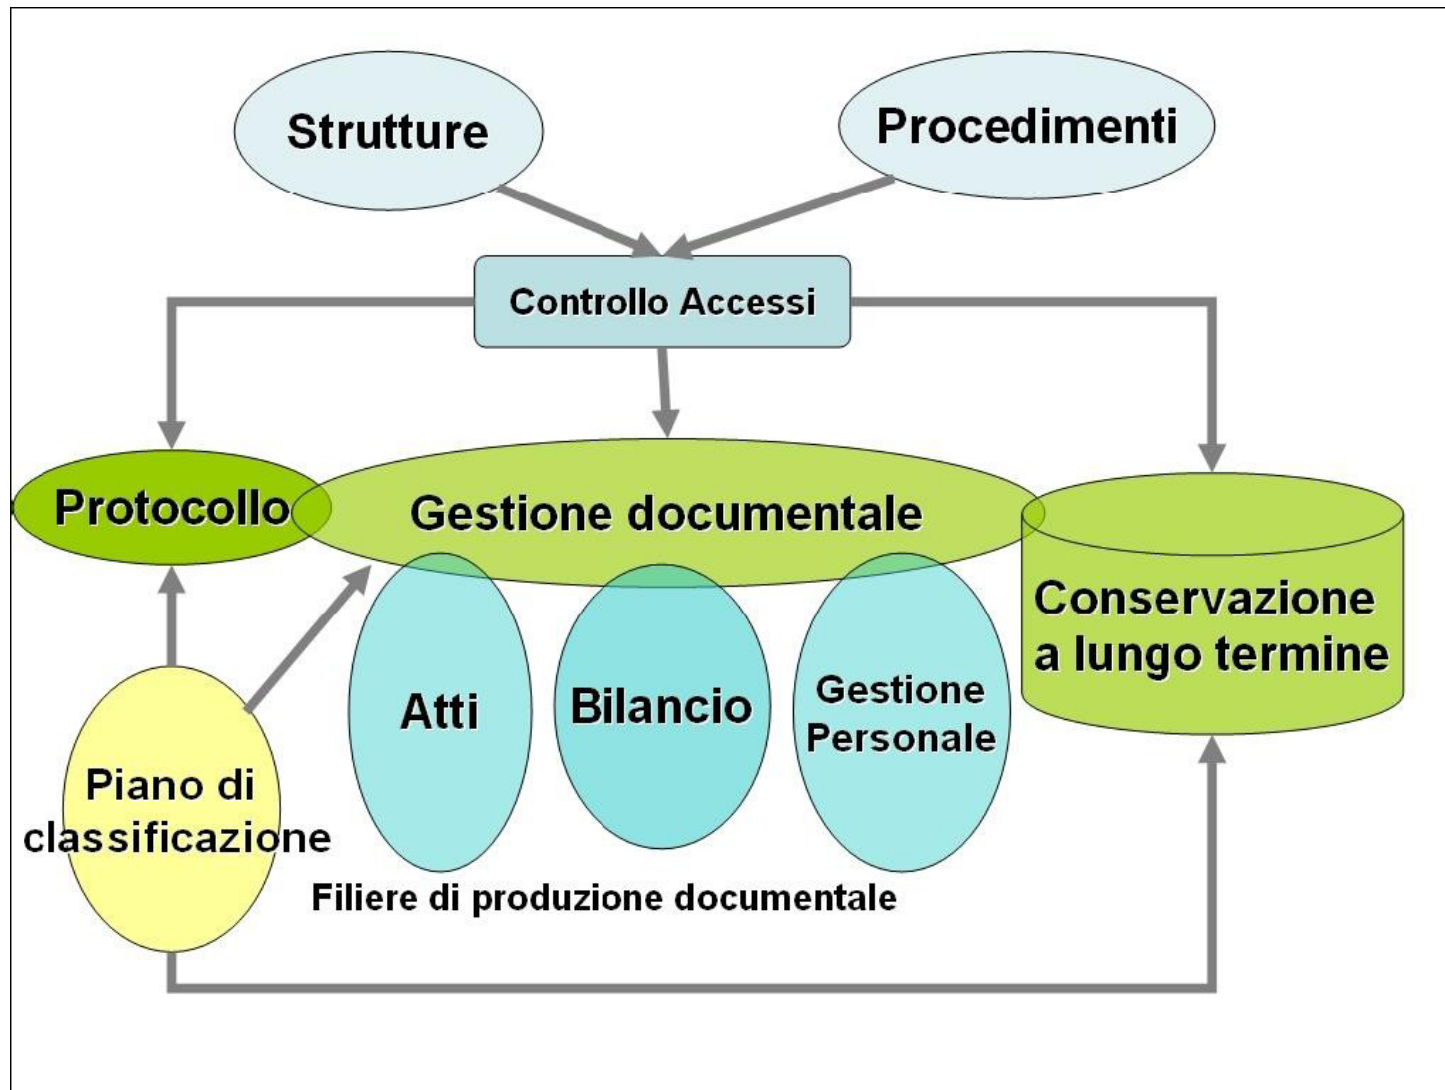 Strutture
Procedimenti
Controllo Accessi
Protocollo
Gestione documentale
Conservazione
a lungo termine
Atti
Bilancio
Gestione
Personale
Piano di
classificazione
Filiere di produzione documentale